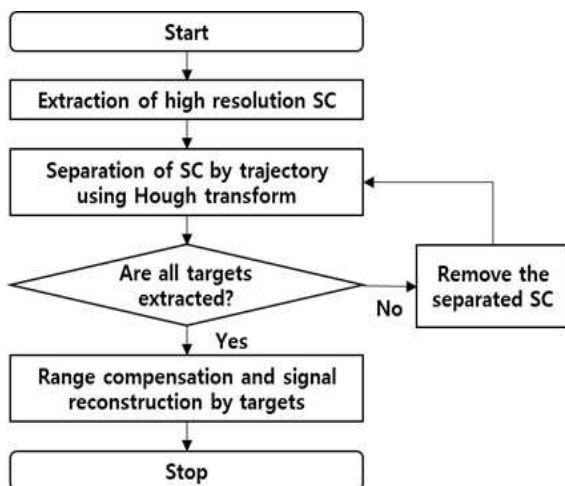 Start
Extraction of high resolution SC
Separation of SC by trajectory
using Hough transform
Are all targets
extracted?
No
Remove the
separated SC
Yes
Range compensation and signal
reconstruction by targets
Stop